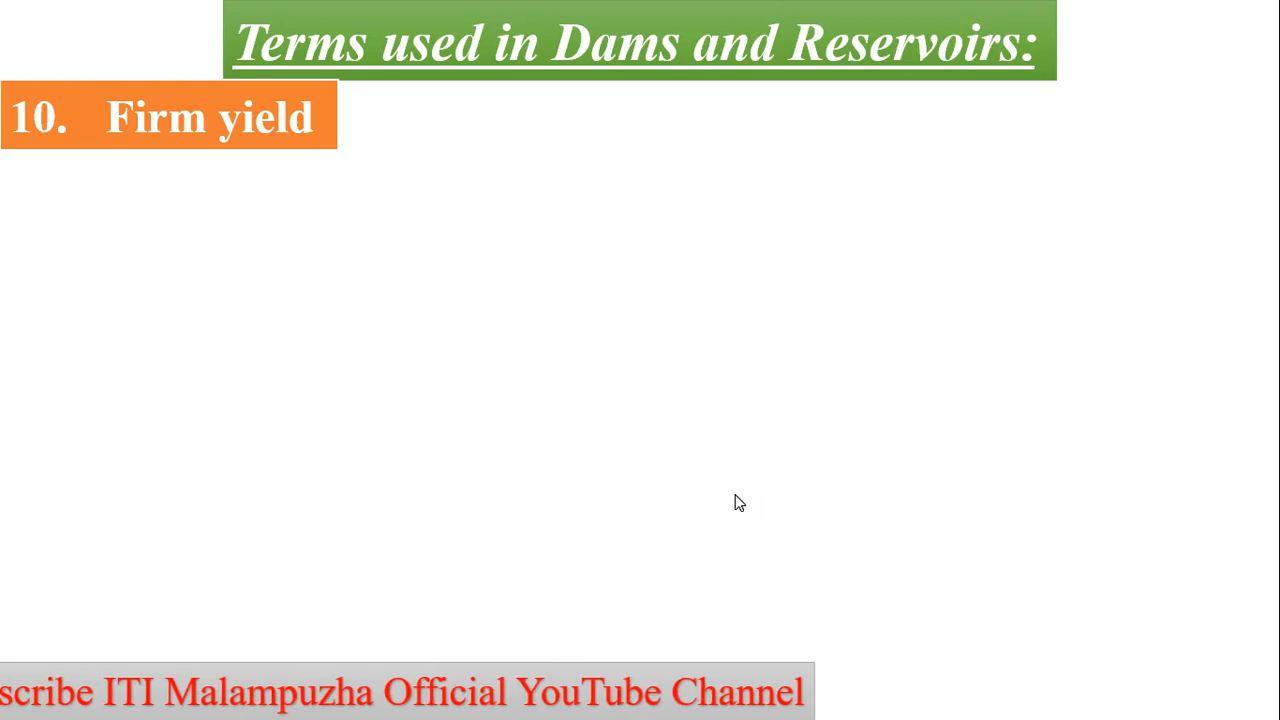 Terms used in Dams and Reservoirs:
10. Firm yield
scribe ITI Malampuzha Official YouTube Channel